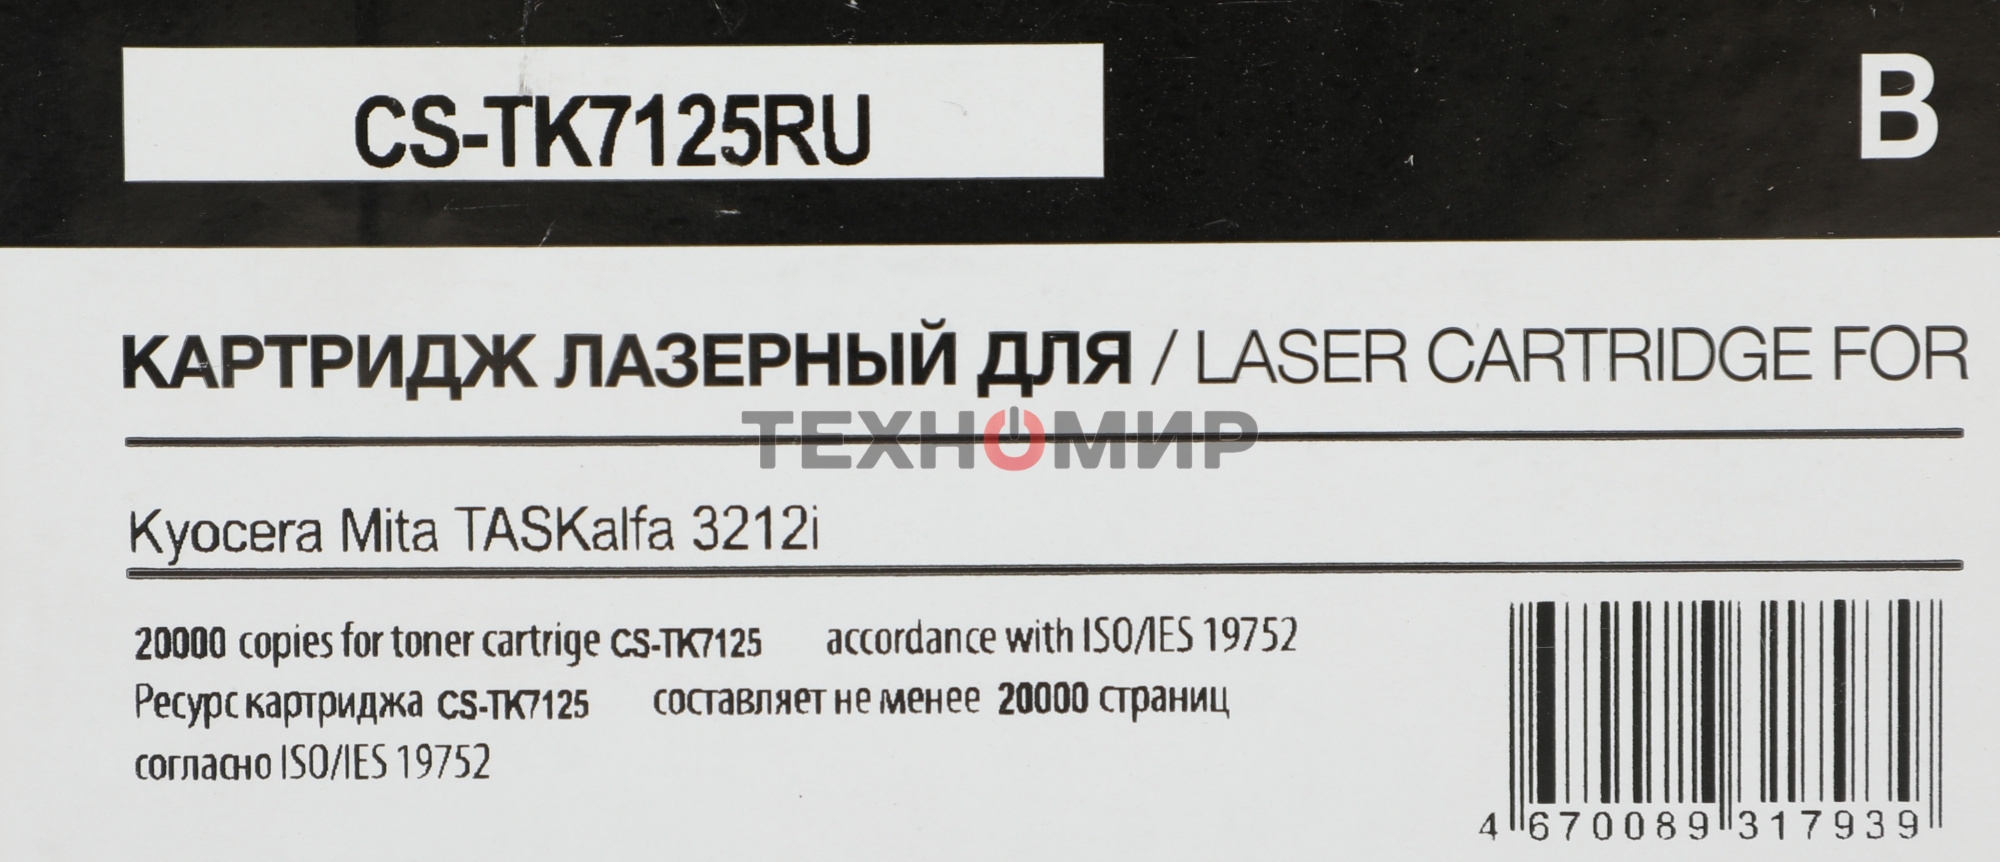 CS-TK7125RU
B
КАРТРИДЖ ЛАЗЕРНЫЙ ДЛЯ / LASER CARTRIDGE FOR
ТЕХНОМИР
Kyocera Mita TASKalfa 3212i
20000 copies for toner cartrige CS-TK7125 accordance with ISO/IES 19752
Ресурс картриджа CS-TK7125 составляет не менее 20000 страниц
согласно ISO/IES 19752
4 670089 317939